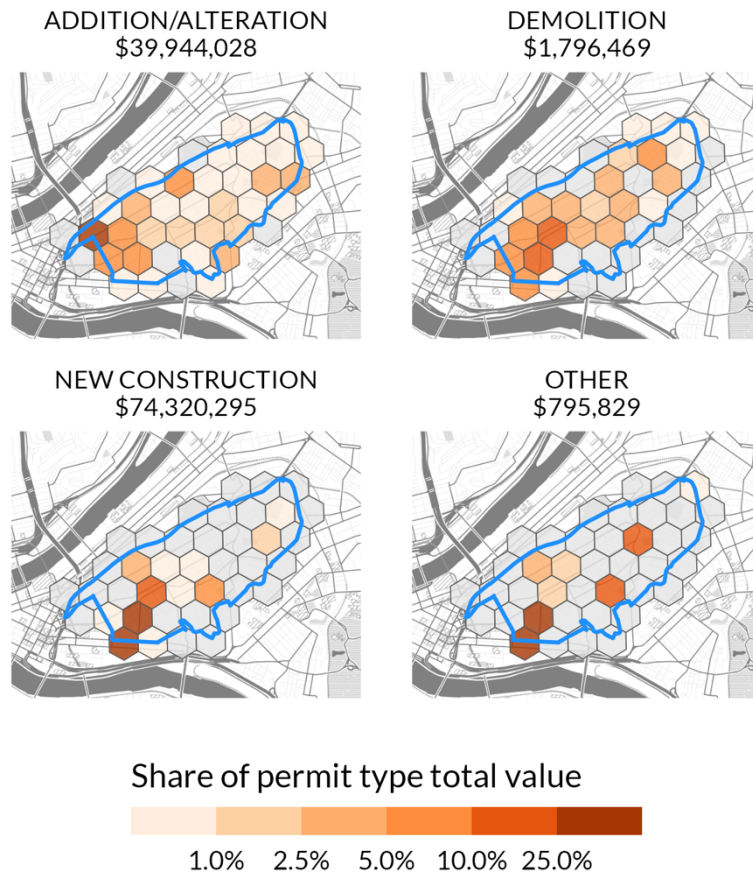 ADDITION/ALTERATION
$39,944,028
DEMOLITION
$1,796,469
NEW CONSTRUCTION
$74,320,295
OTHER
$795,829
Share of permit type total value
1.0% 2.5% 5.0% 10.0% 25.0%